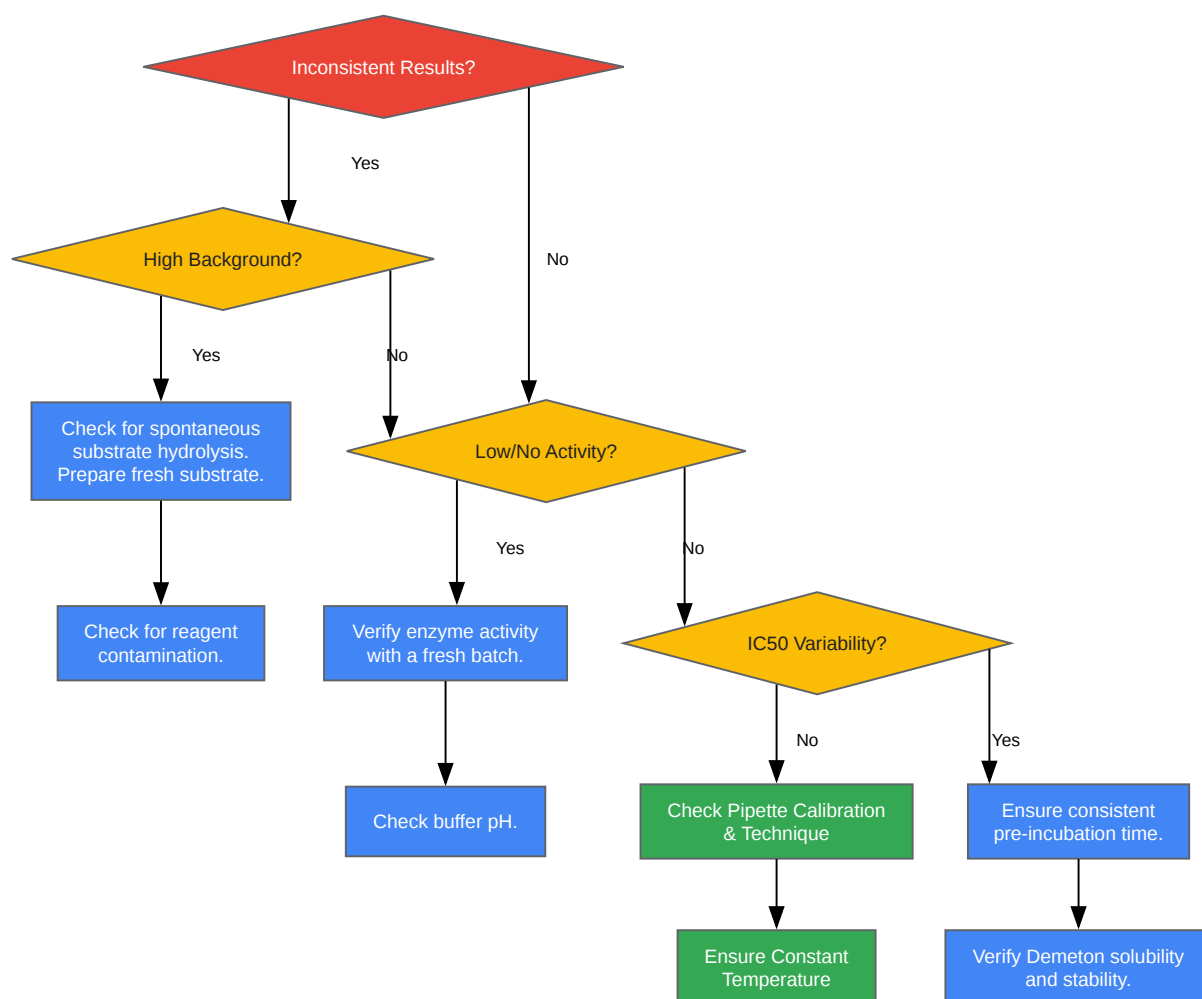 Inconsistent Results?
Yes
High Background?
No
Yes
No
Check for spontaneous
substrate hydrolysis.
Prepare fresh substrate.
Low/No Activity?
Yes
No
Check for reagent
contamination.
Verify enzyme activity
with a fresh batch.
IC50 Variability?
No
Yes
Check buffer pH.
Check Pipette Calibration
& Technique
Ensure consistent
pre-incubation time.
Ensure Constant
Temperature
Verify Demeton solubility
and stability.